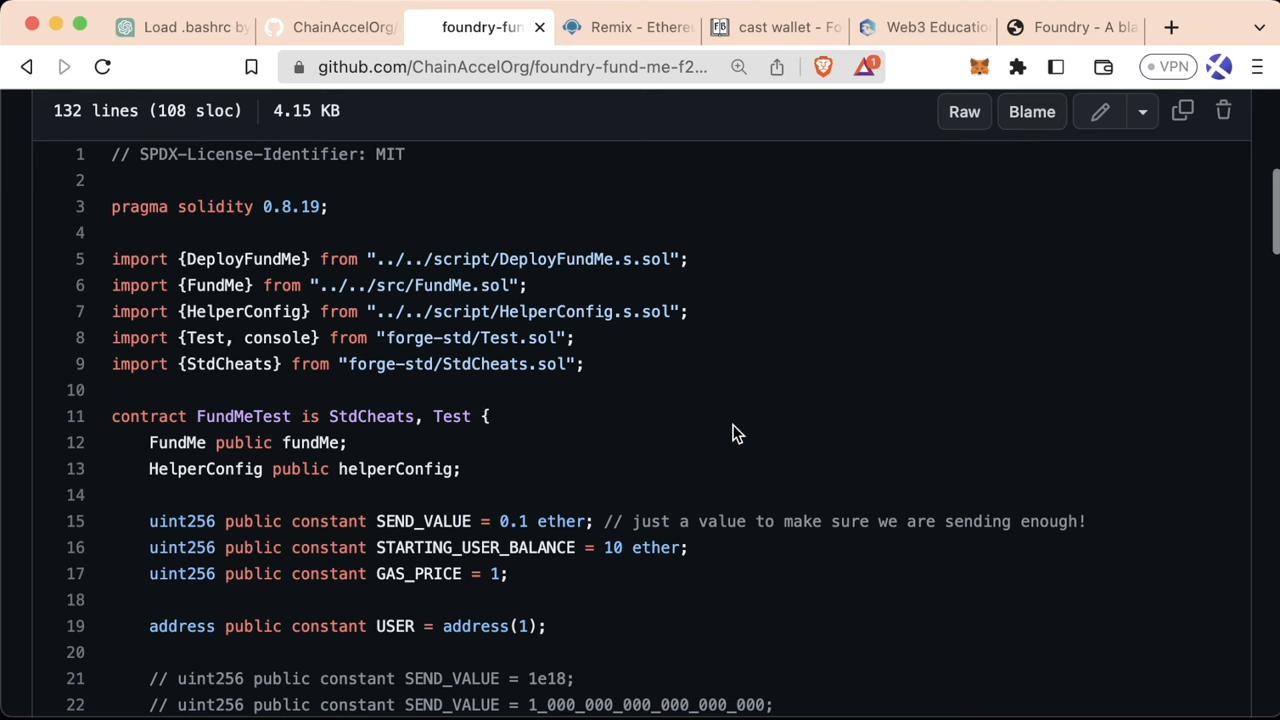 Load .bashrc by
ChainAccelOrg/
foundry-fun
Remix - Ethere
cast wallet - Fo
Web3 Educatio
Foundry - A bla
github.com/ChainAccelOrg/foundry-fund-me-f2...
1
VPN
132 lines (108 sloc) 4.15 KB
Raw
Blame
1 // SPDX-License-Identifier: MIT
2
3 pragma solidity 0.8.19;
4
5 import {DeployFundMe} from "../../script/DeployFundMe.s.sol";
6 import {FundMe} from "../../src/FundMe.sol";
7 import {HelperConfig} from "../../script/HelperConfig.s.sol";
8 import {Test, console} from "forge-std/Test.sol";
9 import {StdCheats} from "forge-std/StdCheats.sol";
10
11 contract FundMeTest is StdCheats, Test {
12 FundMe public fundMe;
13 HelperConfig public helperConfig;
14
15 uint256 public constant SEND_VALUE = 0.1 ether; // just a value to make sure we are sending enough!
16 uint256 public constant STARTING_USER_BALANCE = 10 ether;
17 uint256 public constant GAS_PRICE = 1;
18
19 address public constant USER = address(1);
20
21 // uint256 public constant SEND_VALUE = 1e18;
22 // uint256 public constant SEND_VALUE = 1_000_000_000_000_000_000;